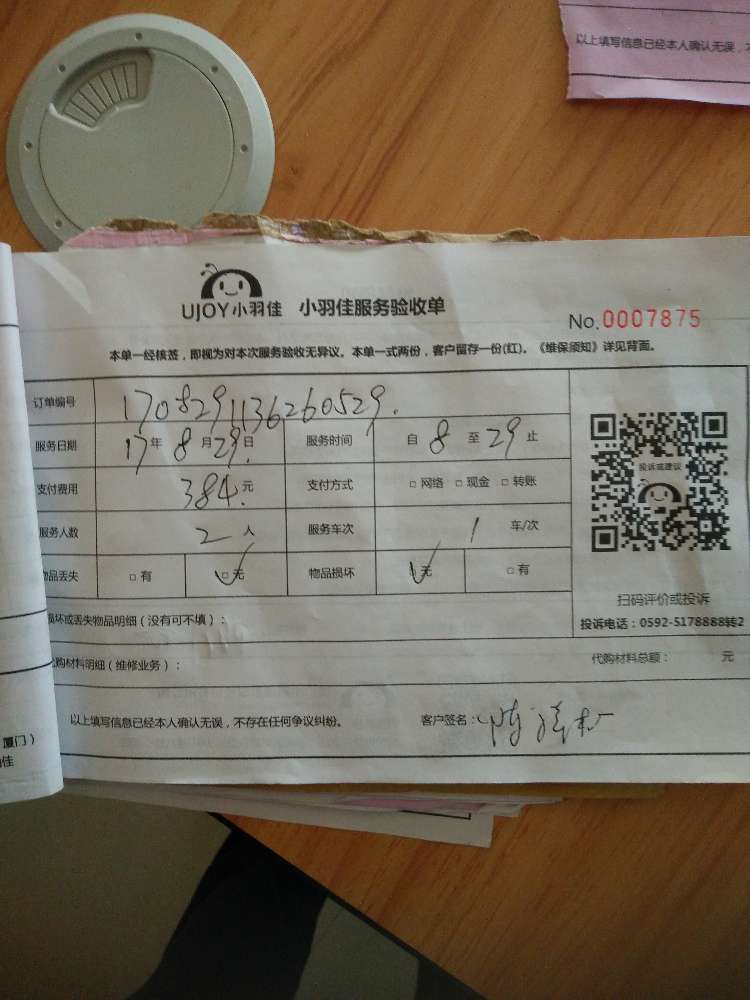 以上填写信息已经本人确认无误，
UJOY小羽佳 小羽佳服务验收单
No.0007875
本单一经核签，即视为对本次服务验收无异议。本单一式两份，客户留存一份(红)。《维保须知》详见背面。
订单编号 1708291136260529.
服务日期 17年8月29日 服务时间 自 8 至 29 止
支付费用 384元 支付方式 □网络 □现金 □转账
服务人数 2人 服务车次 1 车/次
物品丢失 □有 □无 物品损坏 □无 □有
投诉或建议
扫码评价或投诉
投诉电话：0592-5178888转2
损坏或丢失物品明细（没有可不填）：
代购材料明细（维修业务）： 代购材料总额： 元
以上填写信息已经本人确认无误，不存在任何争议纠纷。 客户签名：
厦门）
佳